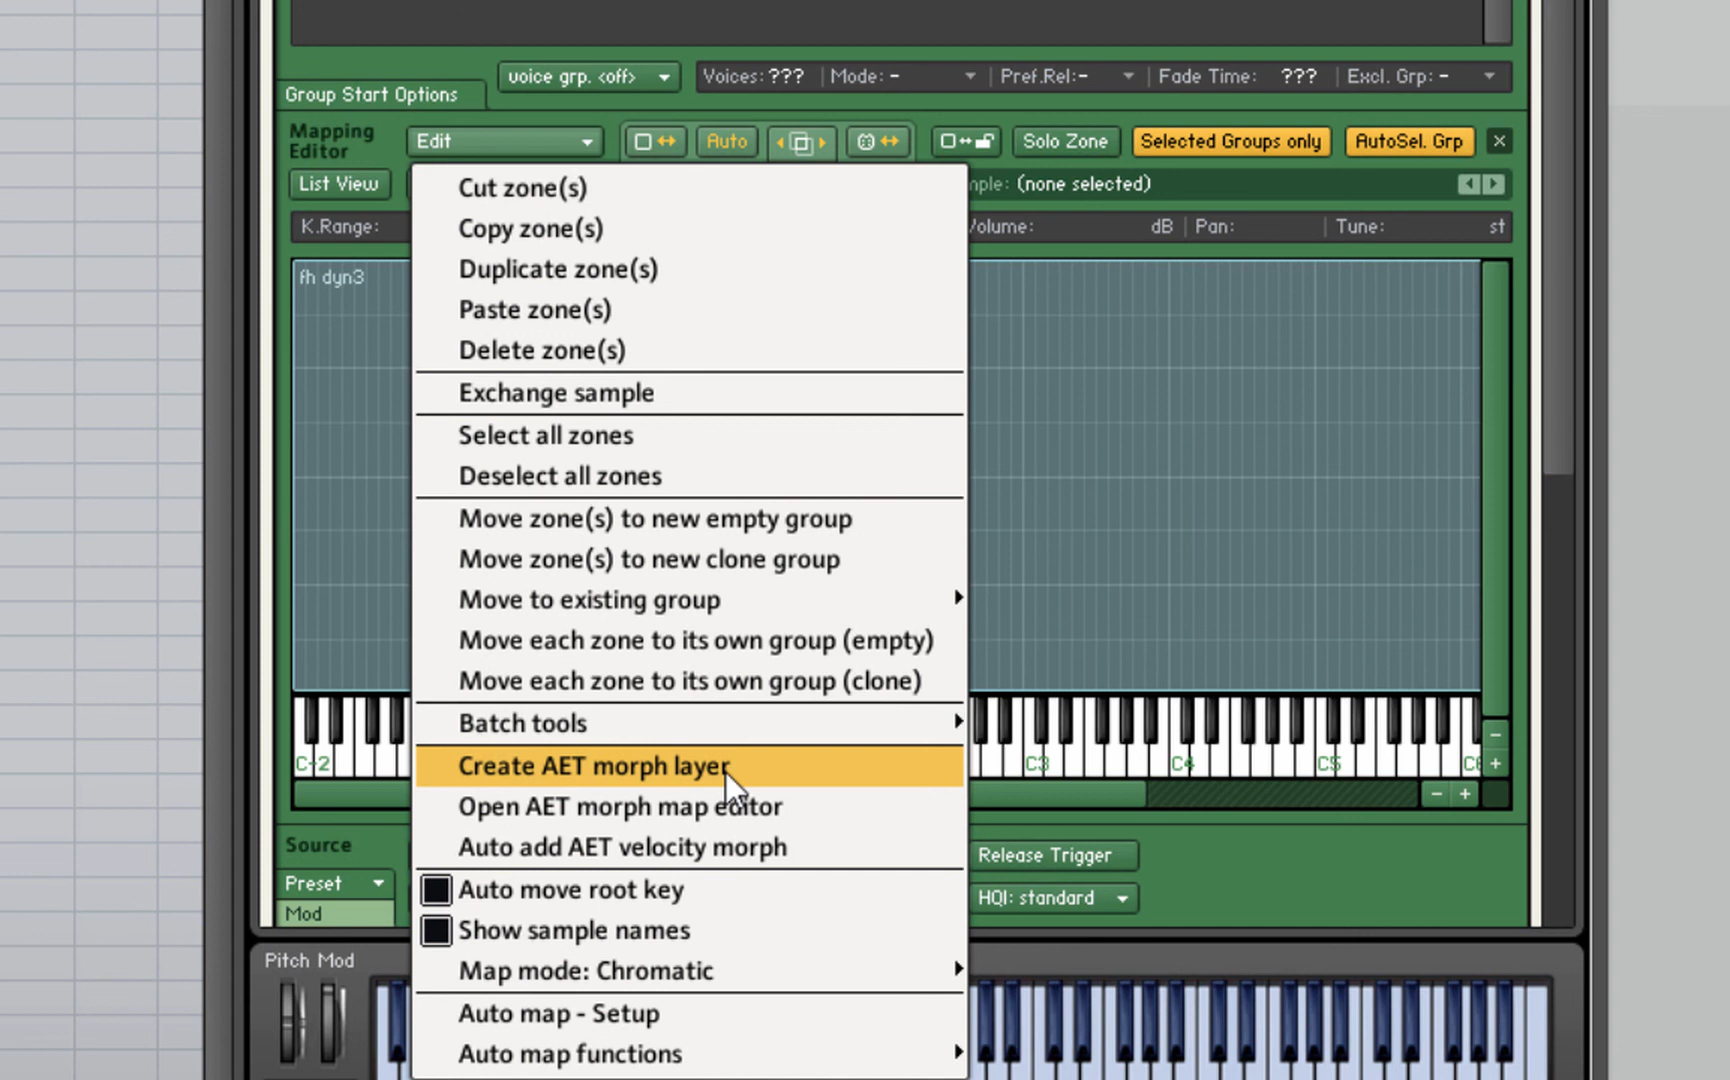 voice grp. <off>
Voices: ??? | Mode: - | Pref.Rel:- | Fade Time: ??? | Excl. Grp: -
Group Start Options
Mapping Editor
Edit
Auto
Solo Zone
Selected Groups only
AutoSel. Grp
×
List View
Cut zone(s)
(none selected)
K.Range:
Volume: dB | Pan: | Tune: st
Copy zone(s)
Duplicate zone(s)
fh dyn3
Paste zone(s)
Delete zone(s)
Exchange sample
Select all zones
Deselect all zones
Move zone(s) to new empty group
Move zone(s) to new clone group
Move to existing group
Move each zone to its own group (empty)
Move each zone to its own group (clone)
Batch tools
C-2
C3
C4
C5
Create AET morph layer
Open AET morph map editor
Auto add AET velocity morph
Source
Release Trigger
Preset
HQI: standard
Mod
Auto move root key
Show sample names
Map mode: Chromatic
Pitch Mod
Auto map - Setup
Auto map functions